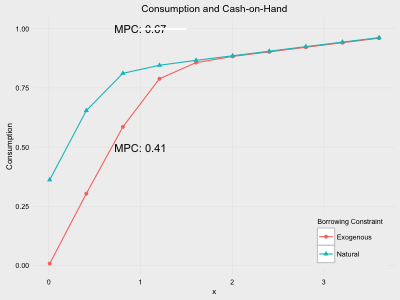 Consumption and Cash-on-Hand
MPC: 0.67
MPC: 0.41
Consumption
1.00
0.75
0.50
0.25
0.00
0
1
2
3
x
Borrowing Constraint
Exogenous
Natural